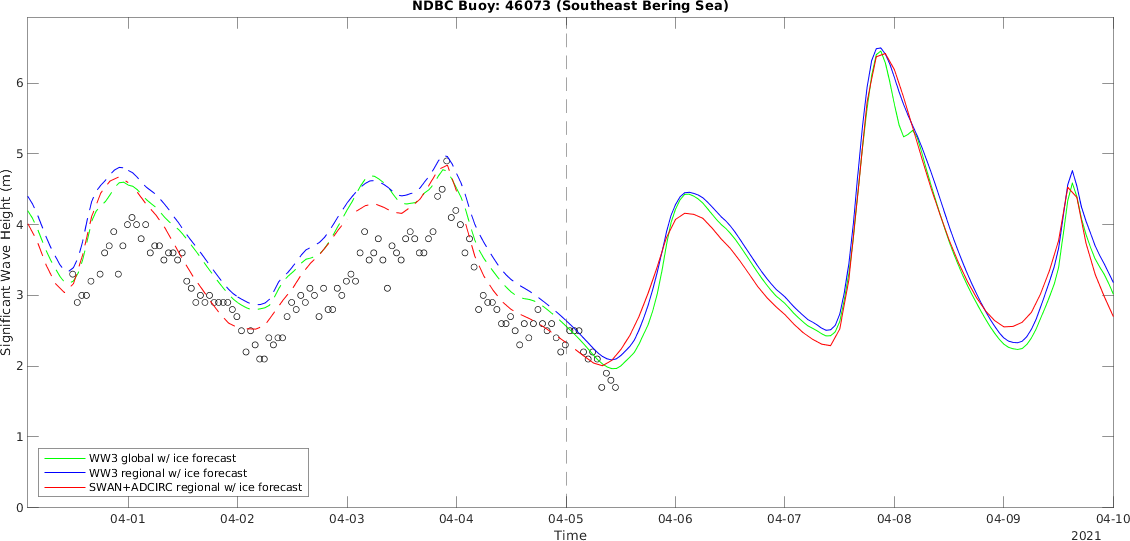 NDBC Buoy: 46073 (Southeast Bering Sea)
Significant Wave Height (m)
6
5
4
3
2
1
0
WW3 global w/ ice forecast
WW3 regional w/ ice forecast
SWAN+ADCIRC regional w/ ice forecast
04-01 04-02 04-03 04-04 04-05 04-06 04-07 04-08 04-09 04-10
Time
2021